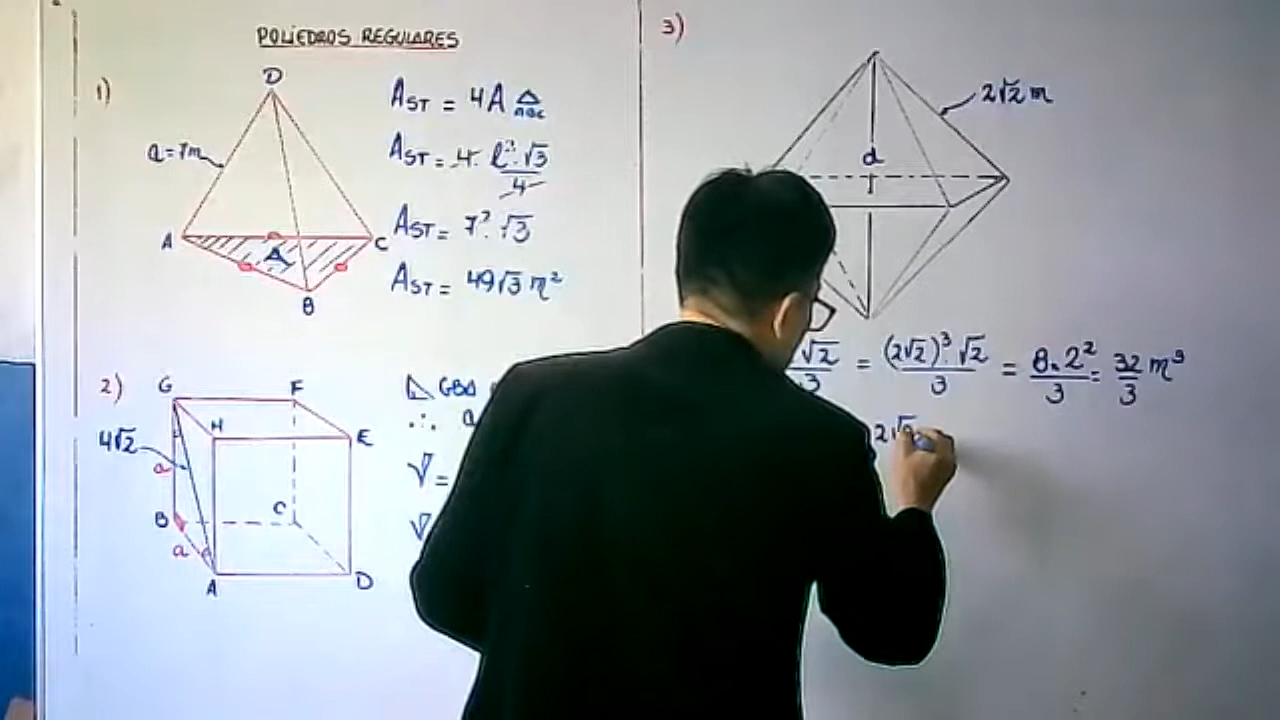 POLIEDROS REGULARES
1)
D
a=7m
A
A
C
B
A_ST = 4A △ABC
A_ST = 4. l². √3 / 4
A_ST = 7². √3
A_ST = 49√3 m²
2)
G
F
H
E
4√2
a
B
C
a
A
D
◺ GBA
∴ a
V =
V
3)
2√2 m
d
√2 / 3 = (2√2)³. √2 / 3 = 8.2² / 3 = 32 / 3 m³
2√